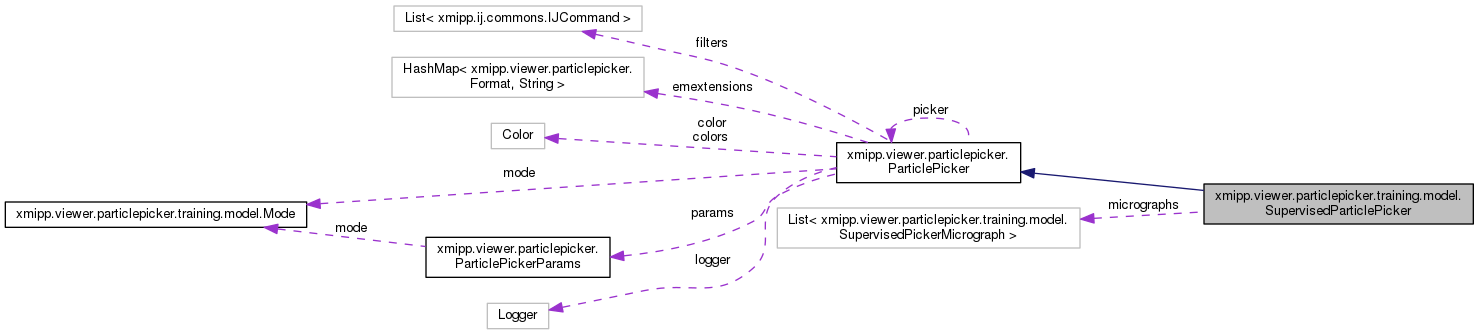 List< xmipp.ij.commons.IJCommand >
filters
HashMap< xmipp.viewer.particlepicker.
Format, String >
emextensions
picker
color
colors
Color
xmipp.viewer.particlepicker.
ParticlePicker
mode
xmipp.viewer.particlepicker.training.model.
SupervisedParticlePicker
micrographs
xmipp.viewer.particlepicker.training.model.Mode
params
List< xmipp.viewer.particlepicker.training.model.
SupervisedPickerMicrograph >
mode
xmipp.viewer.particlepicker.
ParticlePickerParams
logger
Logger